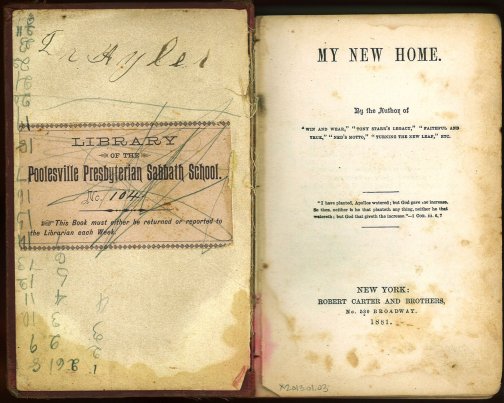 LIBRARY
OF THE
Poolesville Presbyterian Sabbath School.
No. 104
This Book must either be returned or reported to
the Librarian each Week.
MY NEW HOME.
By the Author of
"WIN AND WEAR," "TONY STARR'S LEGACY," "FAITHFUL AND
TRUE," "NED'S MOTTO," "TURNING THE NEW LEAF," ETC.
"I have planted, Apollos watered; but God gave the increase.
So then neither is he that planteth any thing, neither he that
watereth; but God that giveth the increase."—1 COR. III. 6, 7
NEW YORK:
ROBERT CARTER AND BROTHERS,
No. 530 BROADWAY.
1881.
X2013.01.03